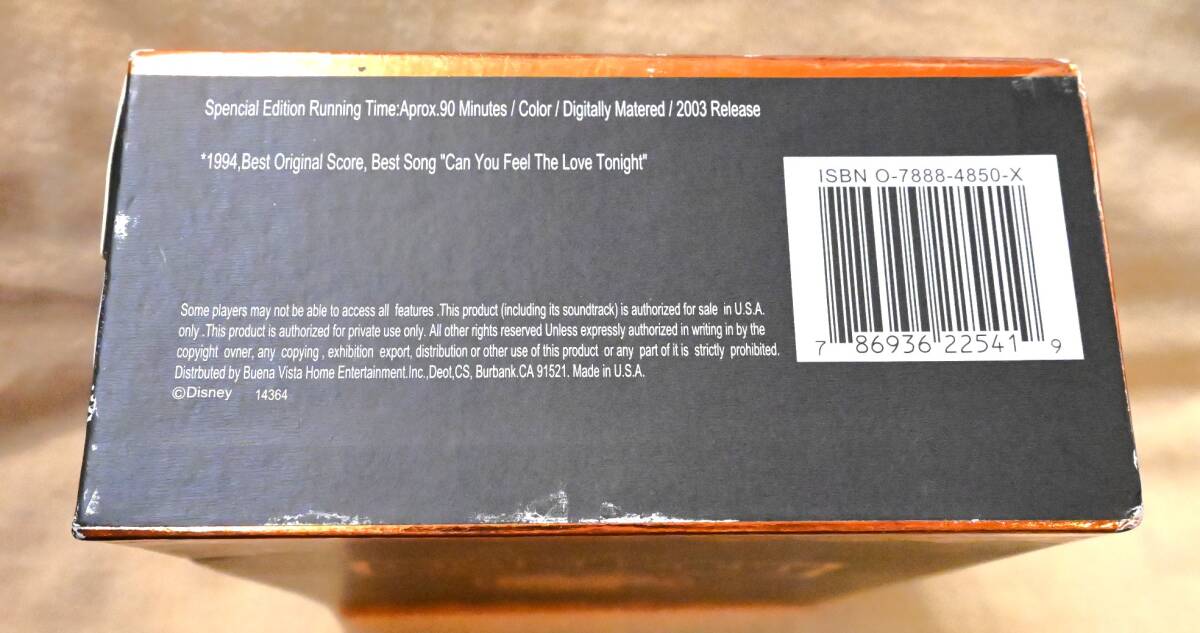 Spencial Edition Running Time:Aprox.90 Minutes / Color / Digitally Matered / 2003 Release
*1994,Best Original Score, Best Song "Can You Feel The Love Tonight"
ISBN O-7888-4850-X
7 86936 22541 9
Some players may not be able to access all features .This product (including its soundtrack) is authorized for sale in U.S.A.
only .This product is authorized for private use only. All other rights reserved Unless expressly authorized in writing in by the
copyight owner, any copying , exhibition export, distribution or other use of this product or any part of it is strictly prohibited.
Distrbuted by Buena Vista Home Entertainment.Inc.,Deot,CS, Burbank.CA 91521. Made in U.S.A.
©Disney 14364